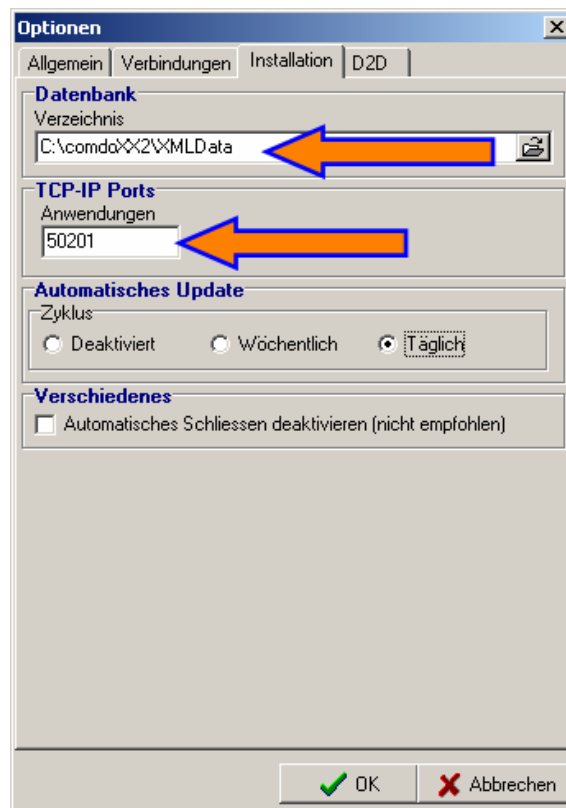 Optionen
Allgemein Verbindungen Installation D2D
Datenbank
Verzeichnis
C:\comdoXX2\XMLData
TCP-IP Ports
Anwendungen
50201
Automatisches Update
Zyklus
Deaktiviert Wöchentlich Täglich
Verschiedenes
Automatisches Schliessen deaktivieren (nicht empfohlen)
OK Abbrechen